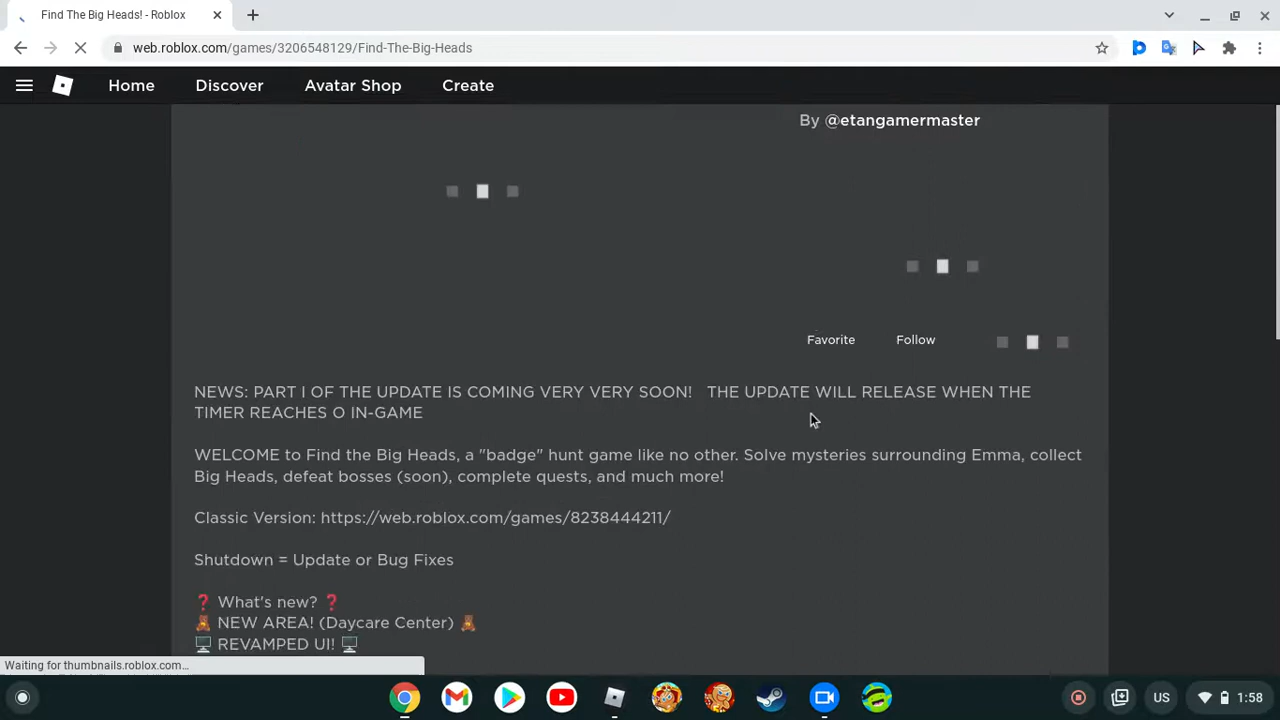 Find The Big Heads! - Roblox
web.roblox.com/games/3206548129/Find-The-Big-Heads
Home Discover Avatar Shop Create
By @etangamermaster
Favorite Follow
NEWS: PART I OF THE UPDATE IS COMING VERY VERY SOON! THE UPDATE WILL RELEASE WHEN THE
TIMER REACHES O IN-GAME
WELCOME to Find the Big Heads, a "badge" hunt game like no other. Solve mysteries surrounding Emma, collect
Big Heads, defeat bosses (soon), complete quests, and much more!
Classic Version: https://web.roblox.com/games/8238444211/
Shutdown = Update or Bug Fixes
❓ What's new? ❓
🧸 NEW AREA! (Daycare Center) 🧸
🖥️ REVAMPED UI! 🖥️
Waiting for thumbnails.roblox.com...
US 1:58